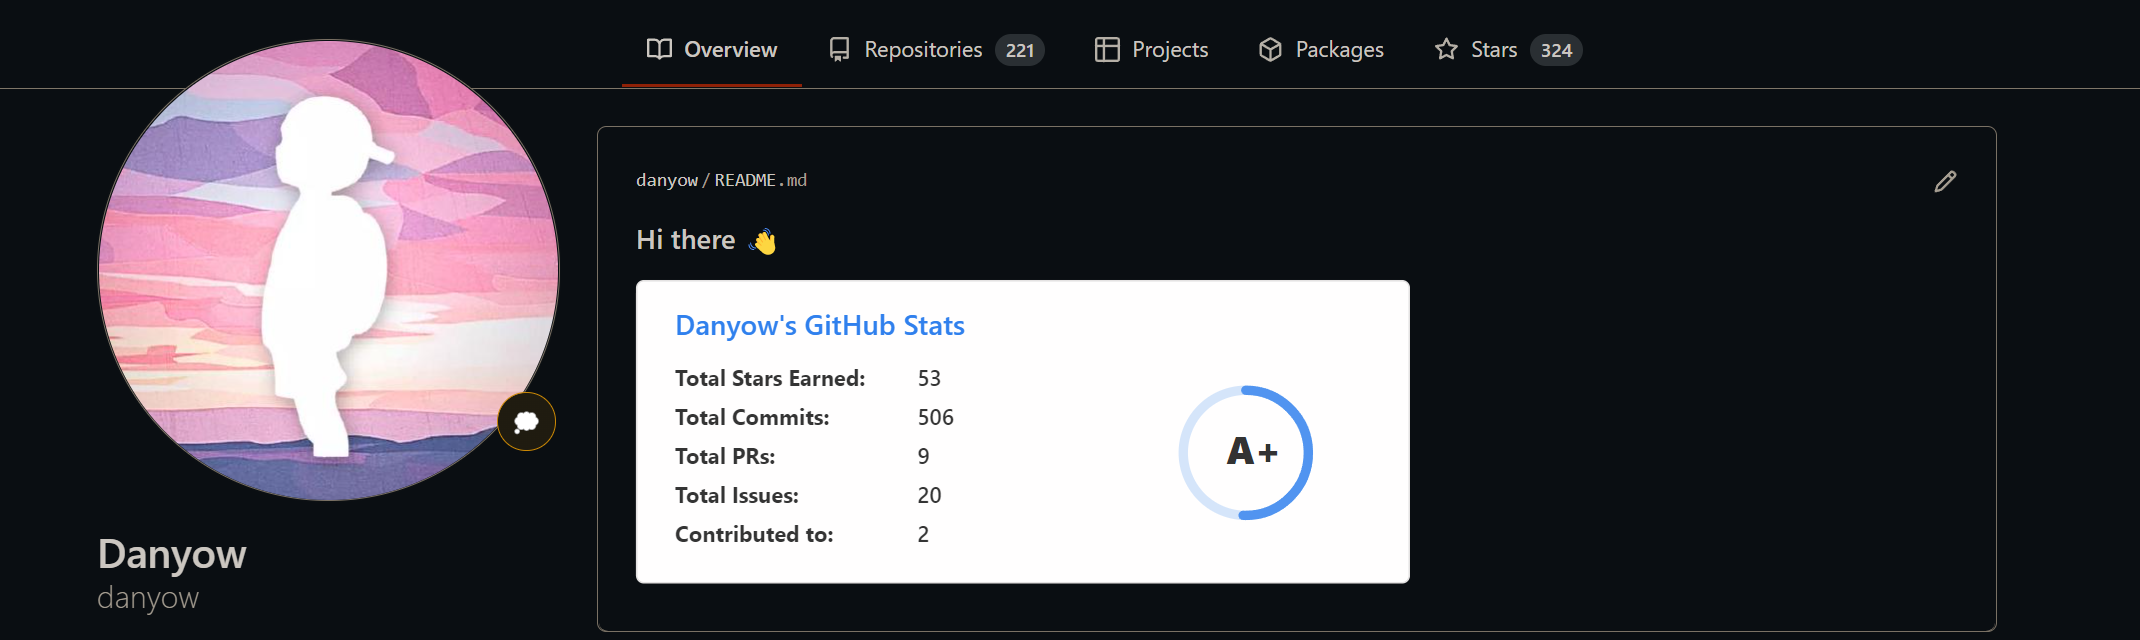 Overview Repositories 221 Projects Packages Stars 324
danyow/README.md
Hi there 👋
Danyow's GitHub Stats
Total Stars Earned: 53
Total Commits: 506
Total PRs: 9
Total Issues: 20
Contributed to: 2
A+
Danyow
danyow